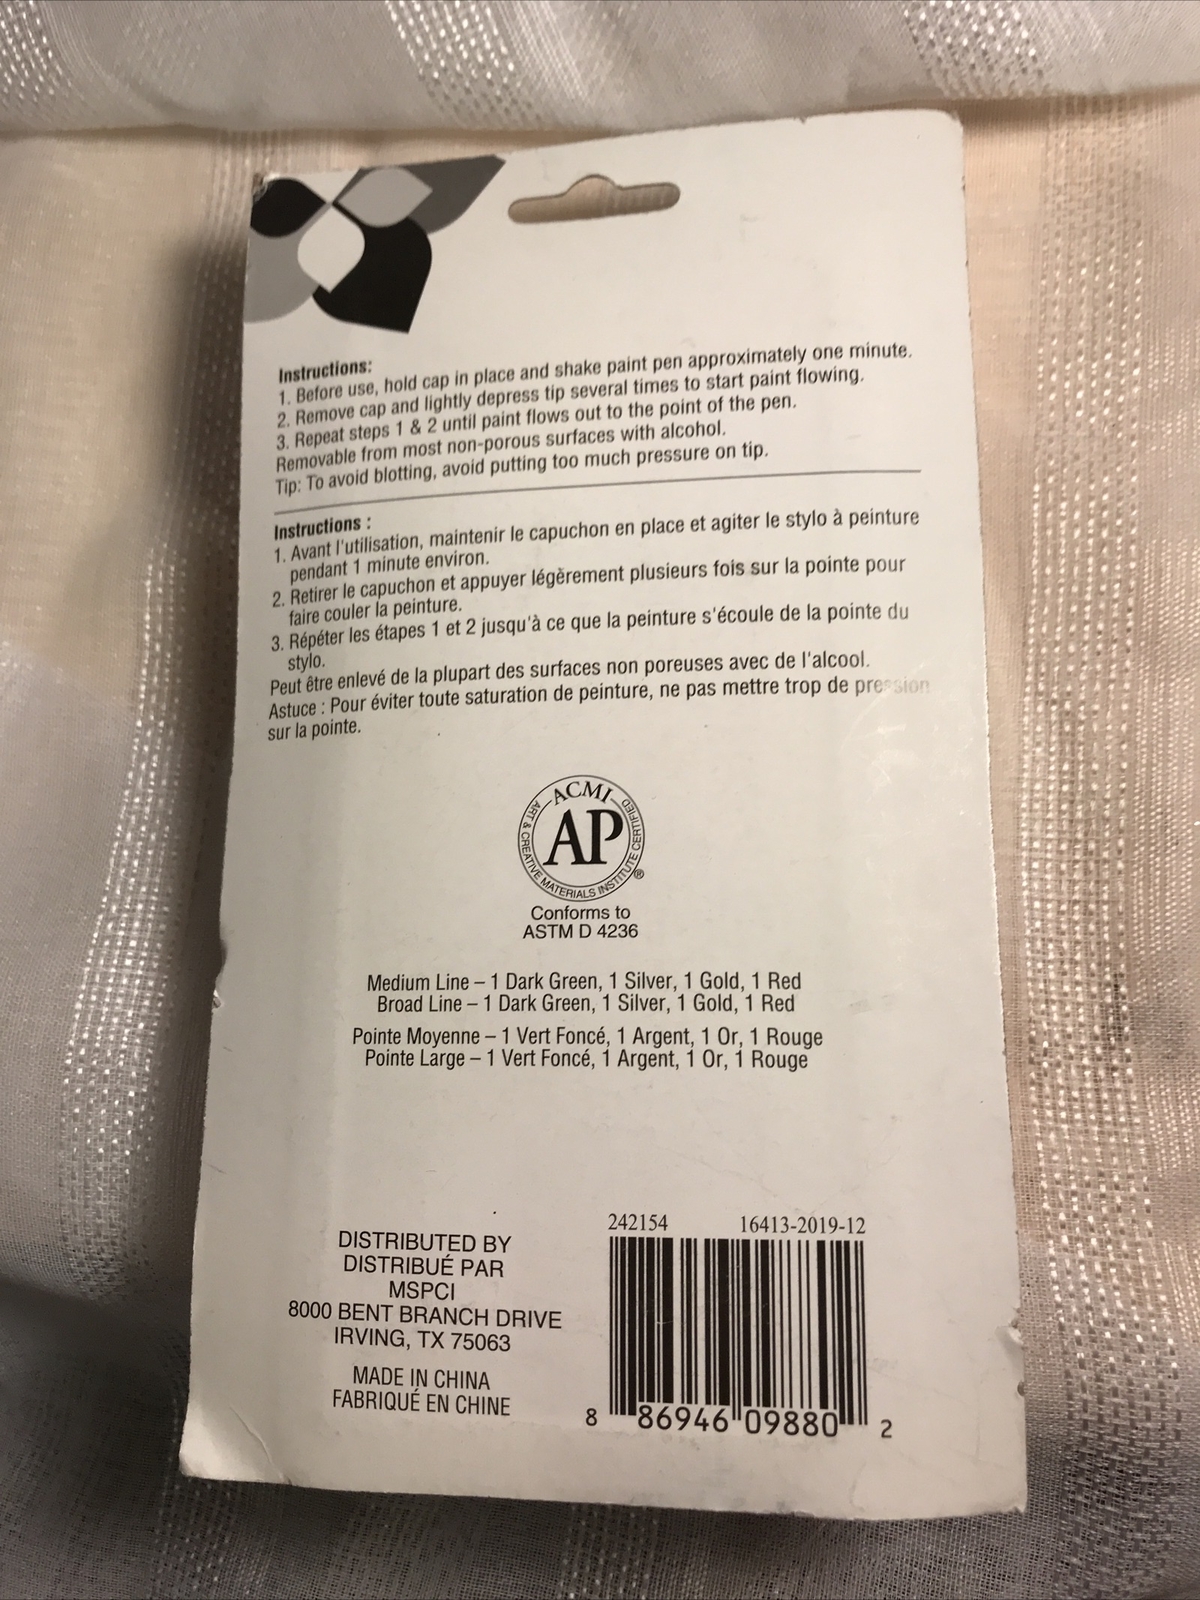 Instructions:
1. Before use, hold cap in place and shake paint pen approximately one minute.
2. Remove cap and lightly depress tip several times to start paint flowing.
3. Repeat steps 1 & 2 until paint flows out to the point of the pen.
Removable from most non-porous surfaces with alcohol.
Tip: To avoid blotting, avoid putting too much pressure on tip.
Instructions :
1. Avant l'utilisation, maintenir le capuchon en place et agiter le stylo à peinture
pendant 1 minute environ.
2. Retirer le capuchon et appuyer légèrement plusieurs fois sur la pointe pour
faire couler la peinture.
3. Répéter les étapes 1 et 2 jusqu'à ce que la peinture s'écoule de la pointe du
stylo.
Peut être enlevé de la plupart des surfaces non poreuses avec de l'alcool.
Astuce : Pour éviter toute saturation de peinture, ne pas mettre trop de pression
sur la pointe.
ACMI
AP
ART & CREATIVE MATERIALS INSTITUTE CERTIFIED
®
Conforms to
ASTM D 4236
Medium Line – 1 Dark Green, 1 Silver, 1 Gold, 1 Red
Broad Line – 1 Dark Green, 1 Silver, 1 Gold, 1 Red
Pointe Moyenne – 1 Vert Foncé, 1 Argent, 1 Or, 1 Rouge
Pointe Large – 1 Vert Foncé, 1 Argent, 1 Or, 1 Rouge
DISTRIBUTED BY
DISTRIBUÉ PAR
MSPCI
8000 BENT BRANCH DRIVE
IRVING, TX 75063
MADE IN CHINA
FABRIQUÉ EN CHINE
242154 16413-2019-12
8 86946 09880 2